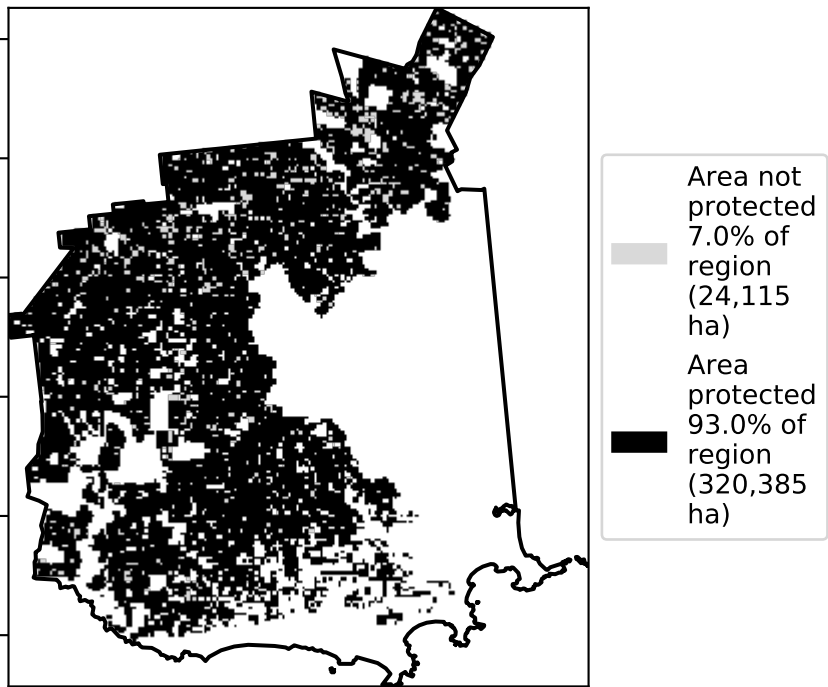 Area not
protected
7.0% of
region
(24,115
ha)
Area
protected
93.0% of
region
(320,385
ha)